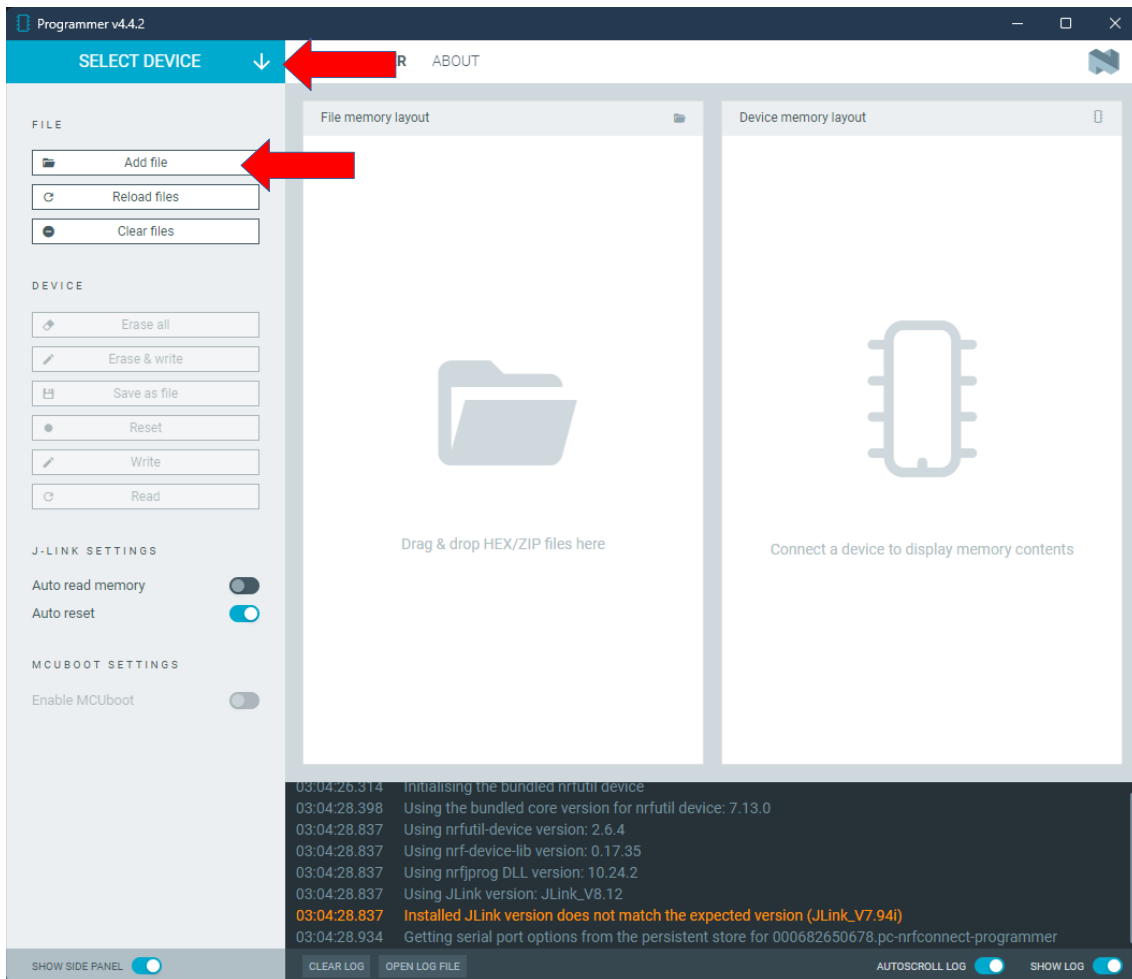 Programmer v4.4.2
SELECT DEVICE
R ABOUT
FILE
Add file
Reload files
Clear files
DEVICE
Erase all
Erase & write
Save as file
Reset
Write
Read
J-LINK SETTINGS
Auto read memory
Auto reset
MCUBOOT SETTINGS
Enable MCUboot
SHOW SIDE PANEL
File memory layout
Drag & drop HEX/ZIP files here
Device memory layout
Connect a device to display memory contents
03:04:26.314 Initialising the bundled nrfutil device
03:04:28.398 Using the bundled core version for nrfutil device: 7.13.0
03:04:28.837 Using nrfutil-device version: 2.6.4
03:04:28.837 Using nrf-device-lib version: 0.17.35
03:04:28.837 Using nrfjprog DLL version: 10.24.2
03:04:28.837 Using JLink version: JLink_V8.12
03:04:28.837 Installed JLink version does not match the expected version (JLink_V7.94i)
03:04:28.934 Getting serial port options from the persistent store for 000682650678.pc-nrfconnect-programmer
CLEAR LOG OPEN LOG FILE AUTOSCROLL LOG SHOW LOG